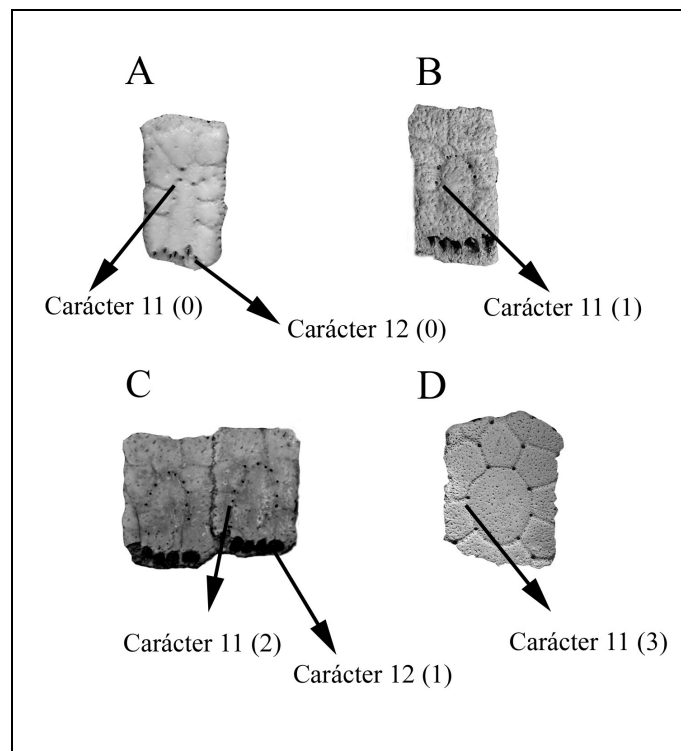 A
B
Carácter 11 (0)
Carácter 12 (0)
Carácter 11 (1)
C
D
Carácter 11 (2)
Carácter 12 (1)
Carácter 11 (3)